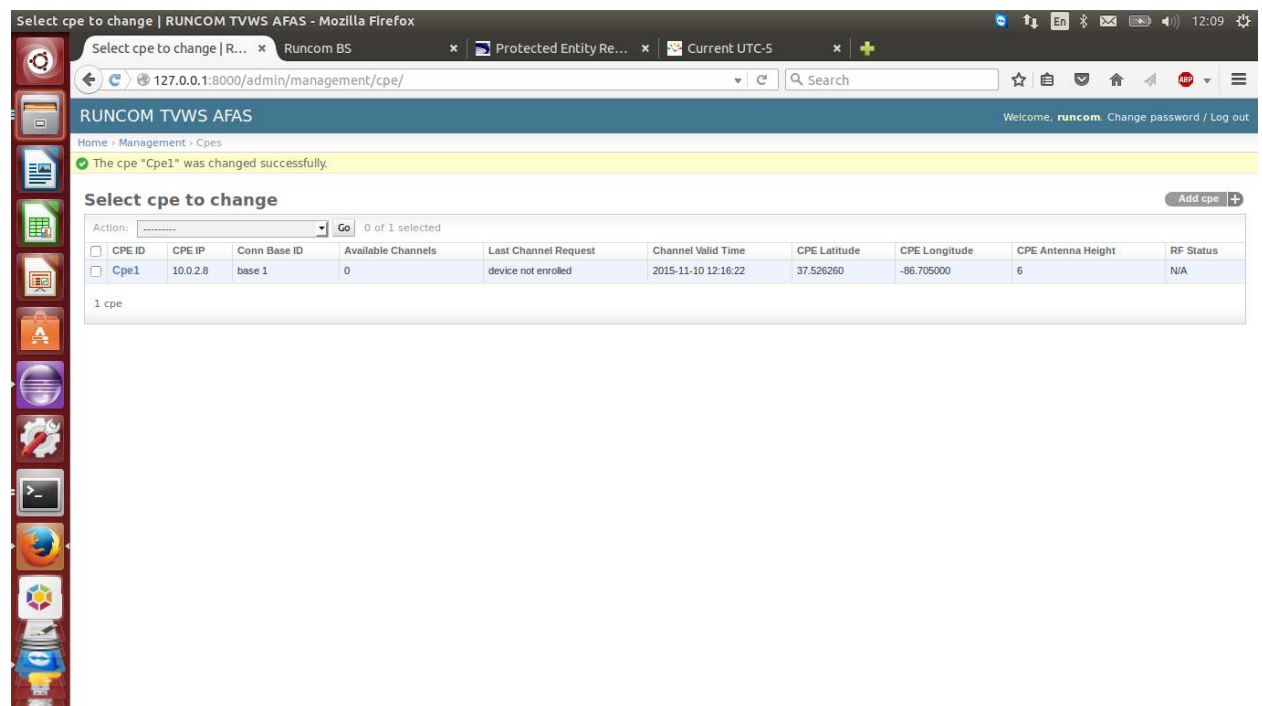 Select cpe to change | RUNCOM TVWS AFAS - Mozilla Firefox En 12:09
Select cpe to change | R... × Runcom BS × Protected Entity Re... × Current UTC-5 ×
127.0.0.1:8000/admin/management/cpe/ Search ABP
RUNCOM TVWS AFAS Welcome, runcom. Change password / Log out
Home › Management › Cpes
The cpe "Cpe1" was changed successfully.
Select cpe to change Add cpe +
Action: --------- Go 0 of 1 selected
CPE ID CPE IP Conn Base ID Available Channels Last Channel Request Channel Valid Time CPE Latitude CPE Longitude CPE Antenna Height RF Status
Cpe1 10.0.2.8 base 1 0 device not enrolled 2015-11-10 12:16:22 37.526260 -86.705000 6 N/A
1 cpe